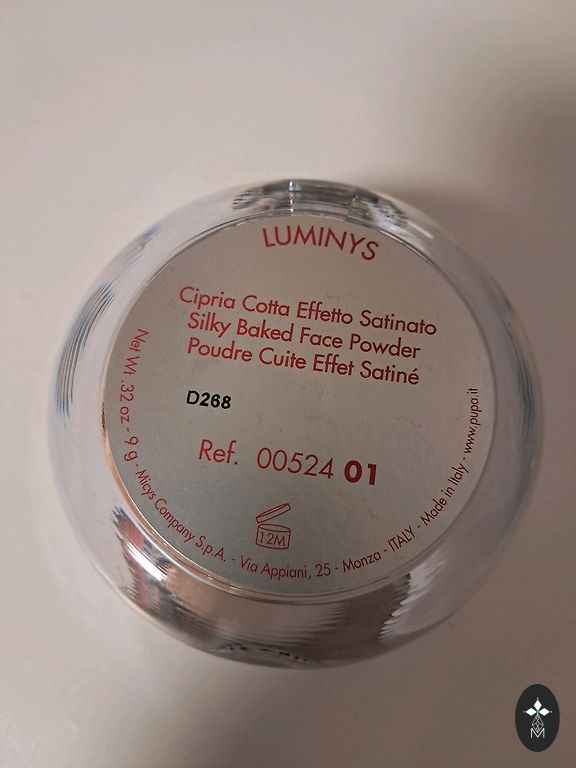 LUMINYS
Cipria Cotta Effetto Satinato
Silky Baked Face Powder
Poudre Cuite Effet Satiné
D268
Ref. 00524 01
12M
Net Wt. .32 oz - 9 g - Micys Company S.p.A. - Via Appiani, 25 - Monza - ITALY - Made in Italy - www.pupa.it
M